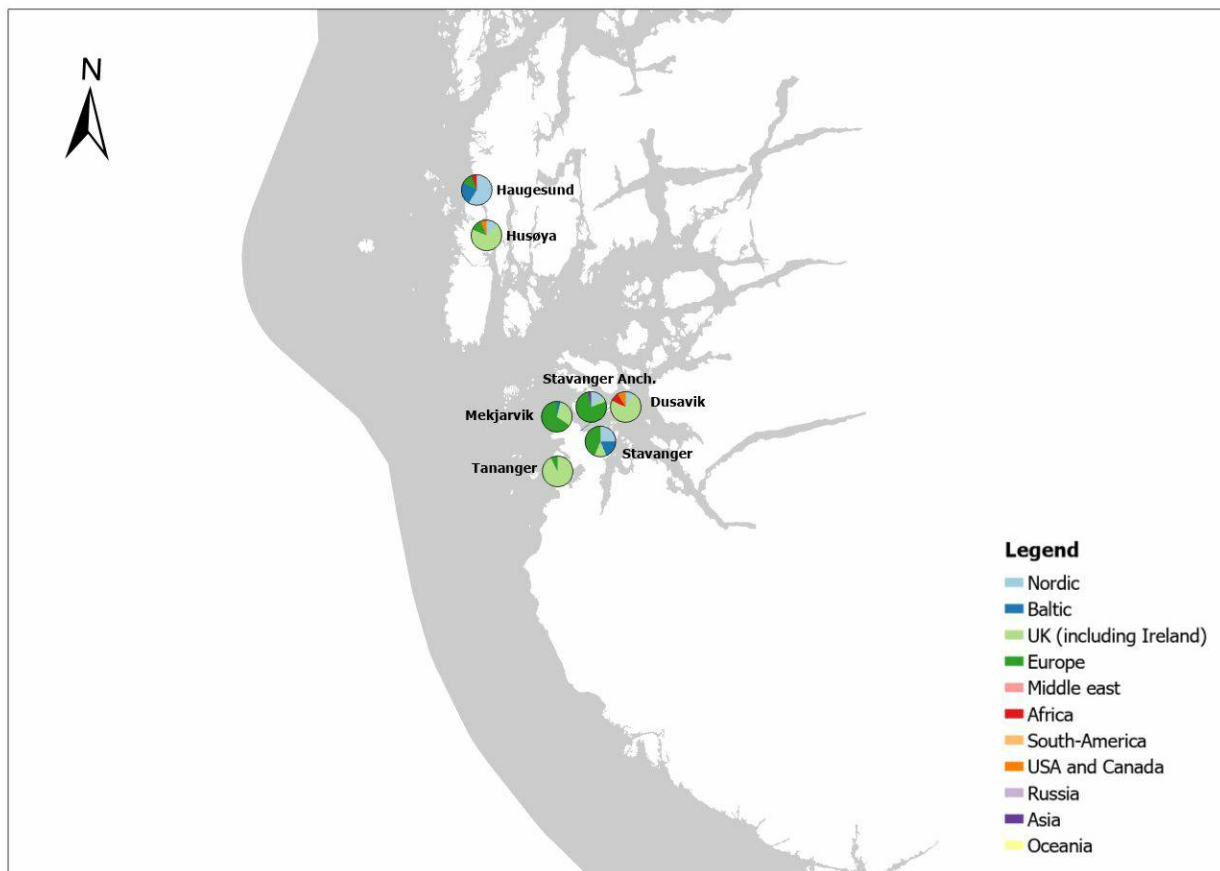 N
Haugesund
Husøya
Stavanger Anch.
Mekjarvik
Dusavik
Stavanger
Tananger
Legend
Nordic
Baltic
UK (including Ireland)
Europe
Middle east
Africa
South-America
USA and Canada
Russia
Asia
Oceania